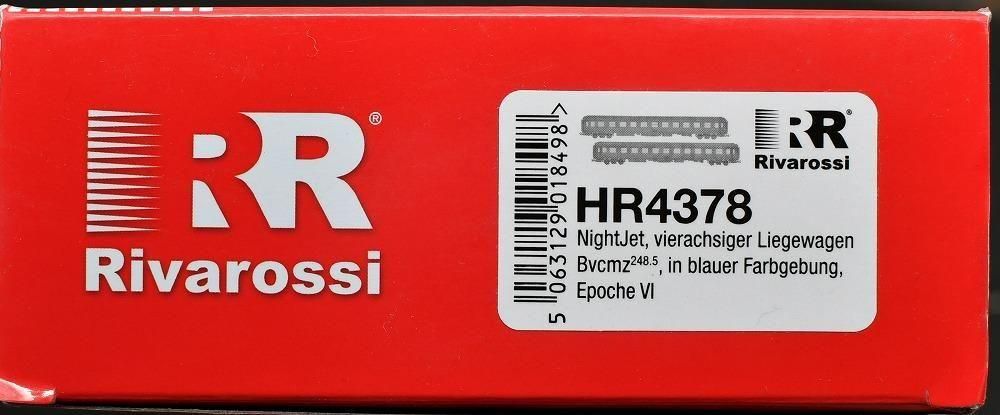 RR®
Rivarossi
5 063129 018498>
RR®
Rivarossi
HR4378
NightJet, vierachsiger Liegewagen
Bvcmz²⁴⁸·⁵, in blauer Farbgebung,
Epoche VI